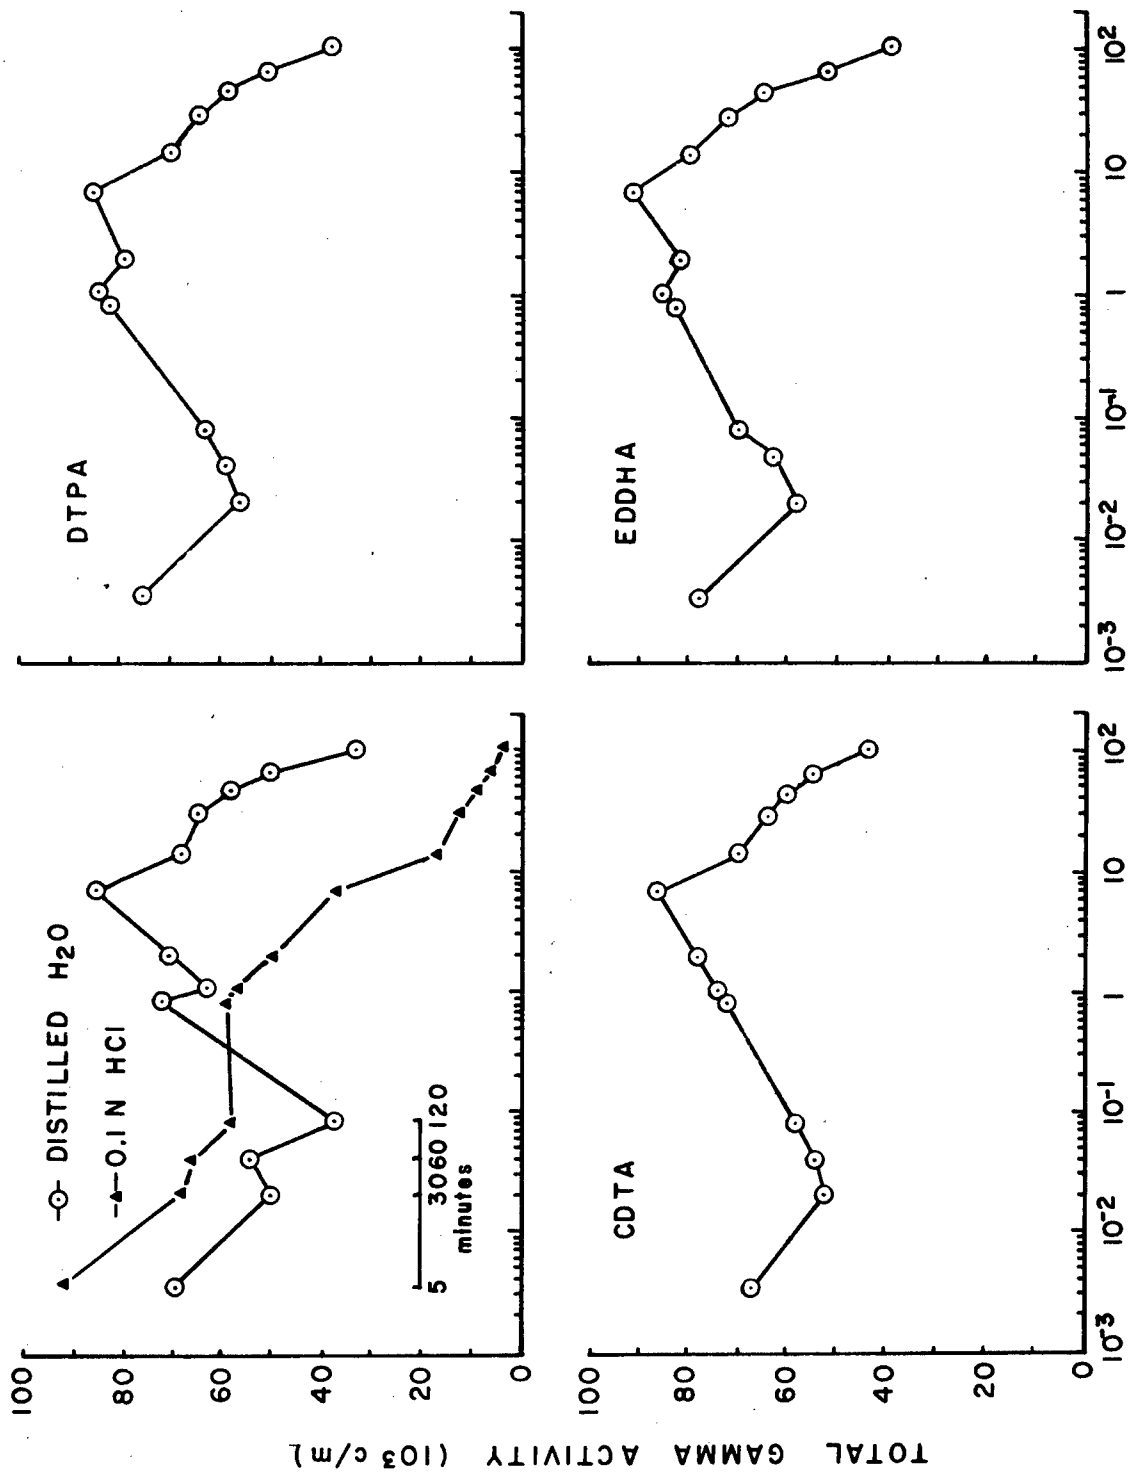 TOTAL GAMMA ACTIVITY (10³ c/m)
100
80
60
40
20
0
DISTILLED H₂O
0.1 N HCl
5 30 60 120
minutes
DTPA
100
80
60
40
20
0
CDTA
10⁻³ 10⁻² 10⁻¹ 1 10 10²
EDDHA
10⁻³ 10⁻² 10⁻¹ 1 10 10²